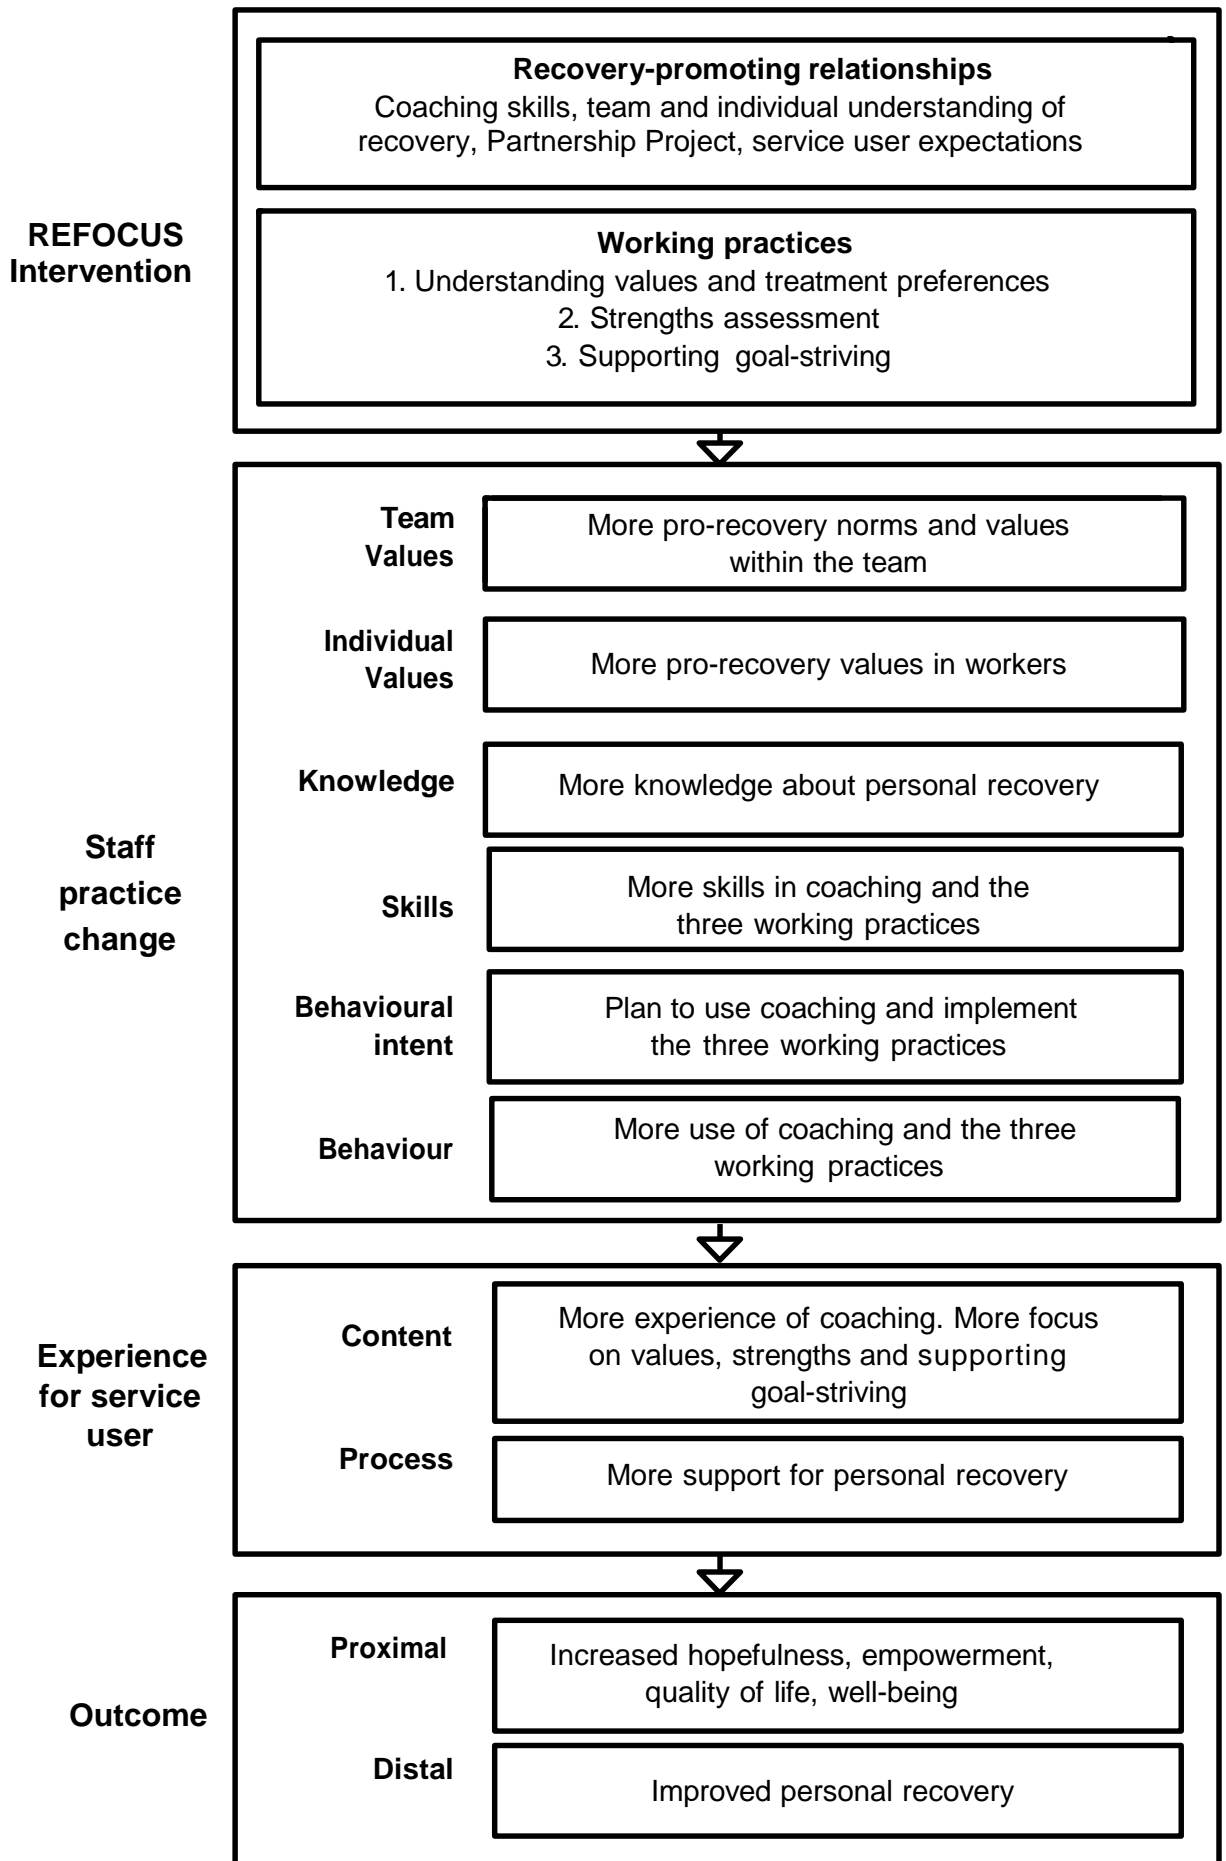 Recovery-promoting relationships
Coaching skills, team and individual understanding of
recovery, Partnership Project, service user expectations
REFOCUS
Intervention
Working practices
1. Understanding values and treatment preferences
2. Strengths assessment
3. Supporting goal-striving
Staff
practice
change
Team
Values
More pro-recovery norms and values
within the team
Individual
Values
More pro-recovery values in workers
Knowledge
More knowledge about personal recovery
Skills
More skills in coaching and the
three working practices
Behavioural
intent
Plan to use coaching and implement
the three working practices
Behaviour
More use of coaching and the three
working practices
Experience
for service
user
Content
More experience of coaching. More focus
on values, strengths and supporting
goal-striving
Process
More support for personal recovery
Outcome
Proximal
Increased hopefulness, empowerment,
quality of life, well-being
Distal
Improved personal recovery